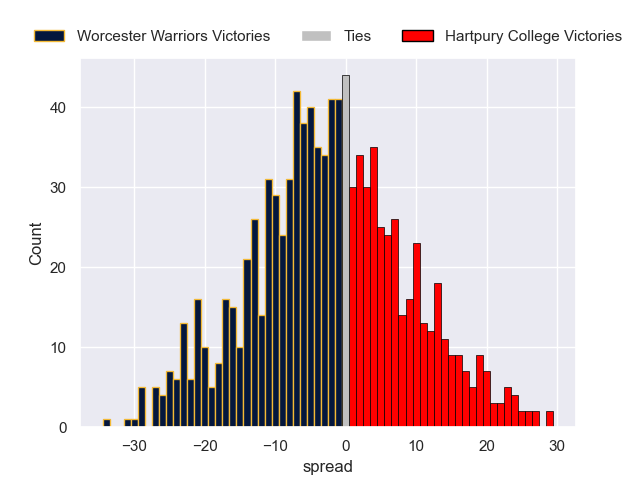 Worcester Warriors Victories Ties Hartpury College Victories
40
30
20
10
0
Count
−30 −20 −10 0 10 20 30
spread